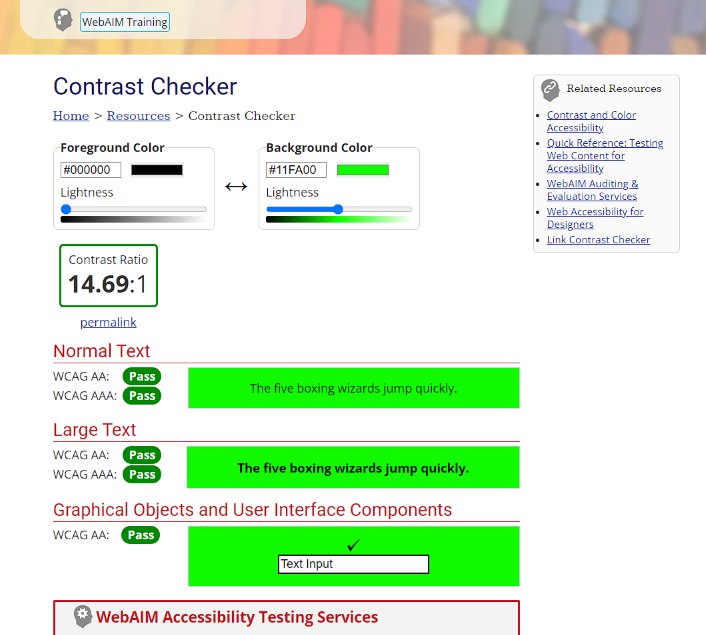 WebAIM Training
Contrast Checker
Home > Resources > Contrast Checker
Foreground Color
#000000
Lightness
Background Color
#11FA00
Lightness
Contrast Ratio
14.69:1
permalink
Normal Text
WCAG AA: Pass
WCAG AAA: Pass
The five boxing wizards jump quickly.
Large Text
WCAG AA: Pass
WCAG AAA: Pass
The five boxing wizards jump quickly.
Graphical Objects and User Interface Components
WCAG AA: Pass
✓
Text Input
WebAIM Accessibility Testing Services
Related Resources
Contrast and Color
Accessibility
Quick Reference: Testing
Web Content for
Accessibility
WebAIM Auditing &
Evaluation Services
Web Accessibility for
Designers
Link Contrast Checker